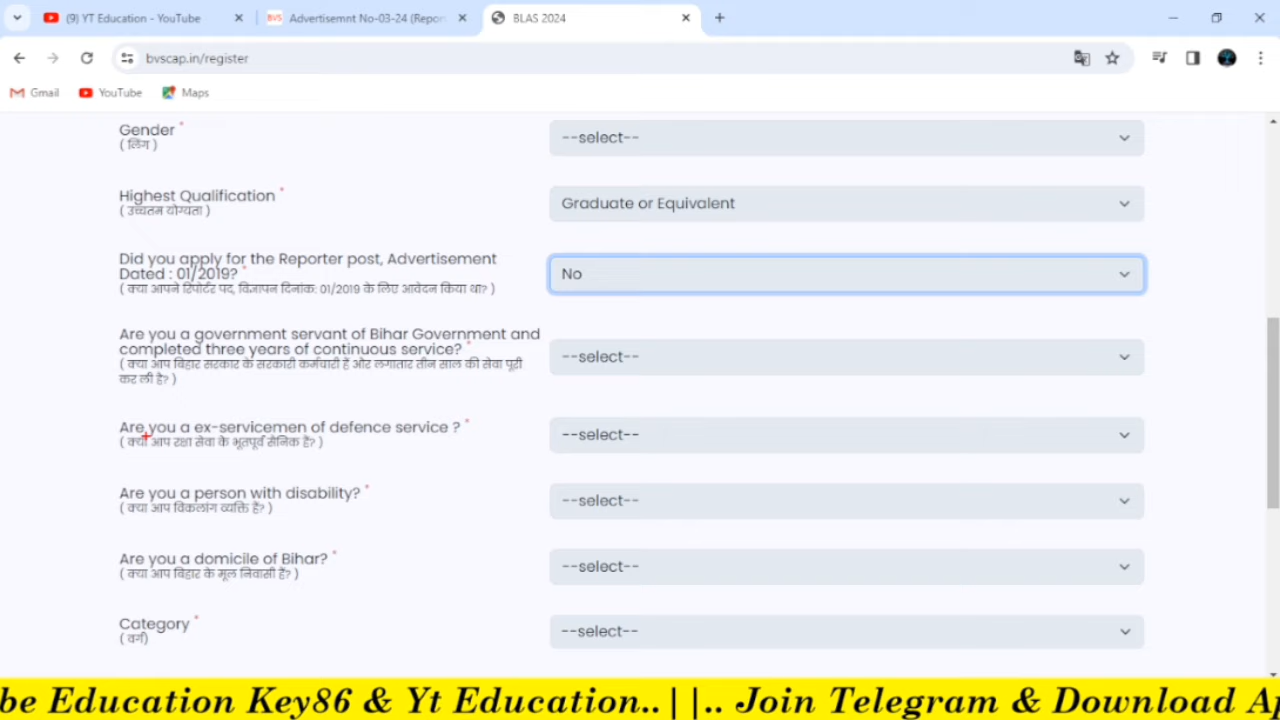 (9) YT Education - YouTube
Advertisemnt No-03-24 (Repor
BLAS 2024
bvscap.in/register
Gmail
YouTube
Maps
Gender *
( लिंग )
--select--
Highest Qualification *
( उच्चतम योग्यता )
Graduate or Equivalent
Did you apply for the Reporter post, Advertisement
Dated : 01/2019? *
( क्या आपने रिपोर्टर पद, विज्ञापन दिनांक: 01/2019 के लिए आवेदन किया था? )
No
Are you a government servant of Bihar Government and
completed three years of continuous service? *
( क्या आप बिहार सरकार के सरकारी कर्मचारी हैं और लगातार तीन साल की सेवा पूरी
कर ली है? )
--select--
Are you a ex-servicemen of defence service ? *
( क्या आप रक्षा सेवा के भूतपूर्व सैनिक हैं? )
--select--
Are you a person with disability? *
( क्या आप विकलांग व्यक्ति हैं? )
--select--
Are you a domicile of Bihar? *
( क्या आप बिहार के मूल निवासी हैं? )
--select--
Category *
( वर्ग)
--select--
be Education Key86 & Yt Education..||.. Join Telegram & Download Ap